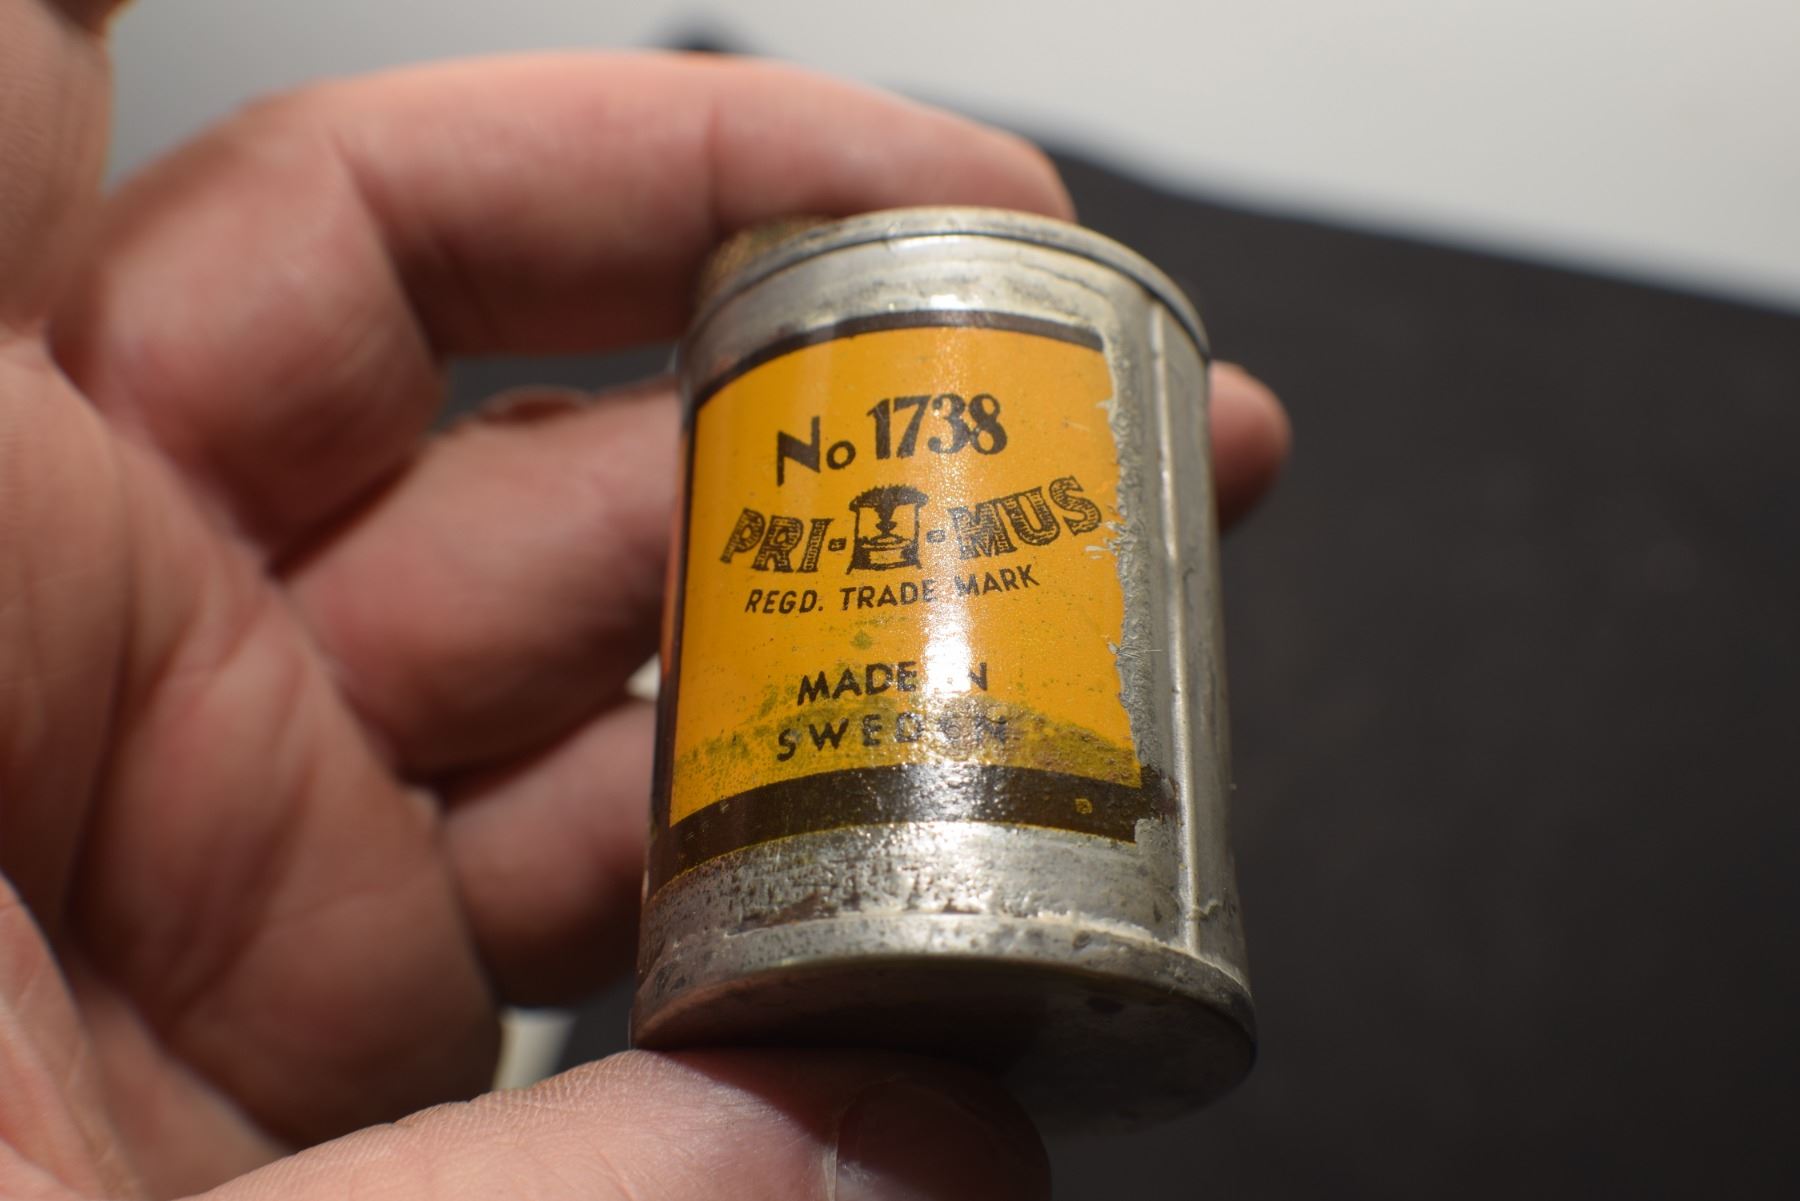 No 1738
PRI-MUS
REGD. TRADE MARK
MADE IN
SWEDEN